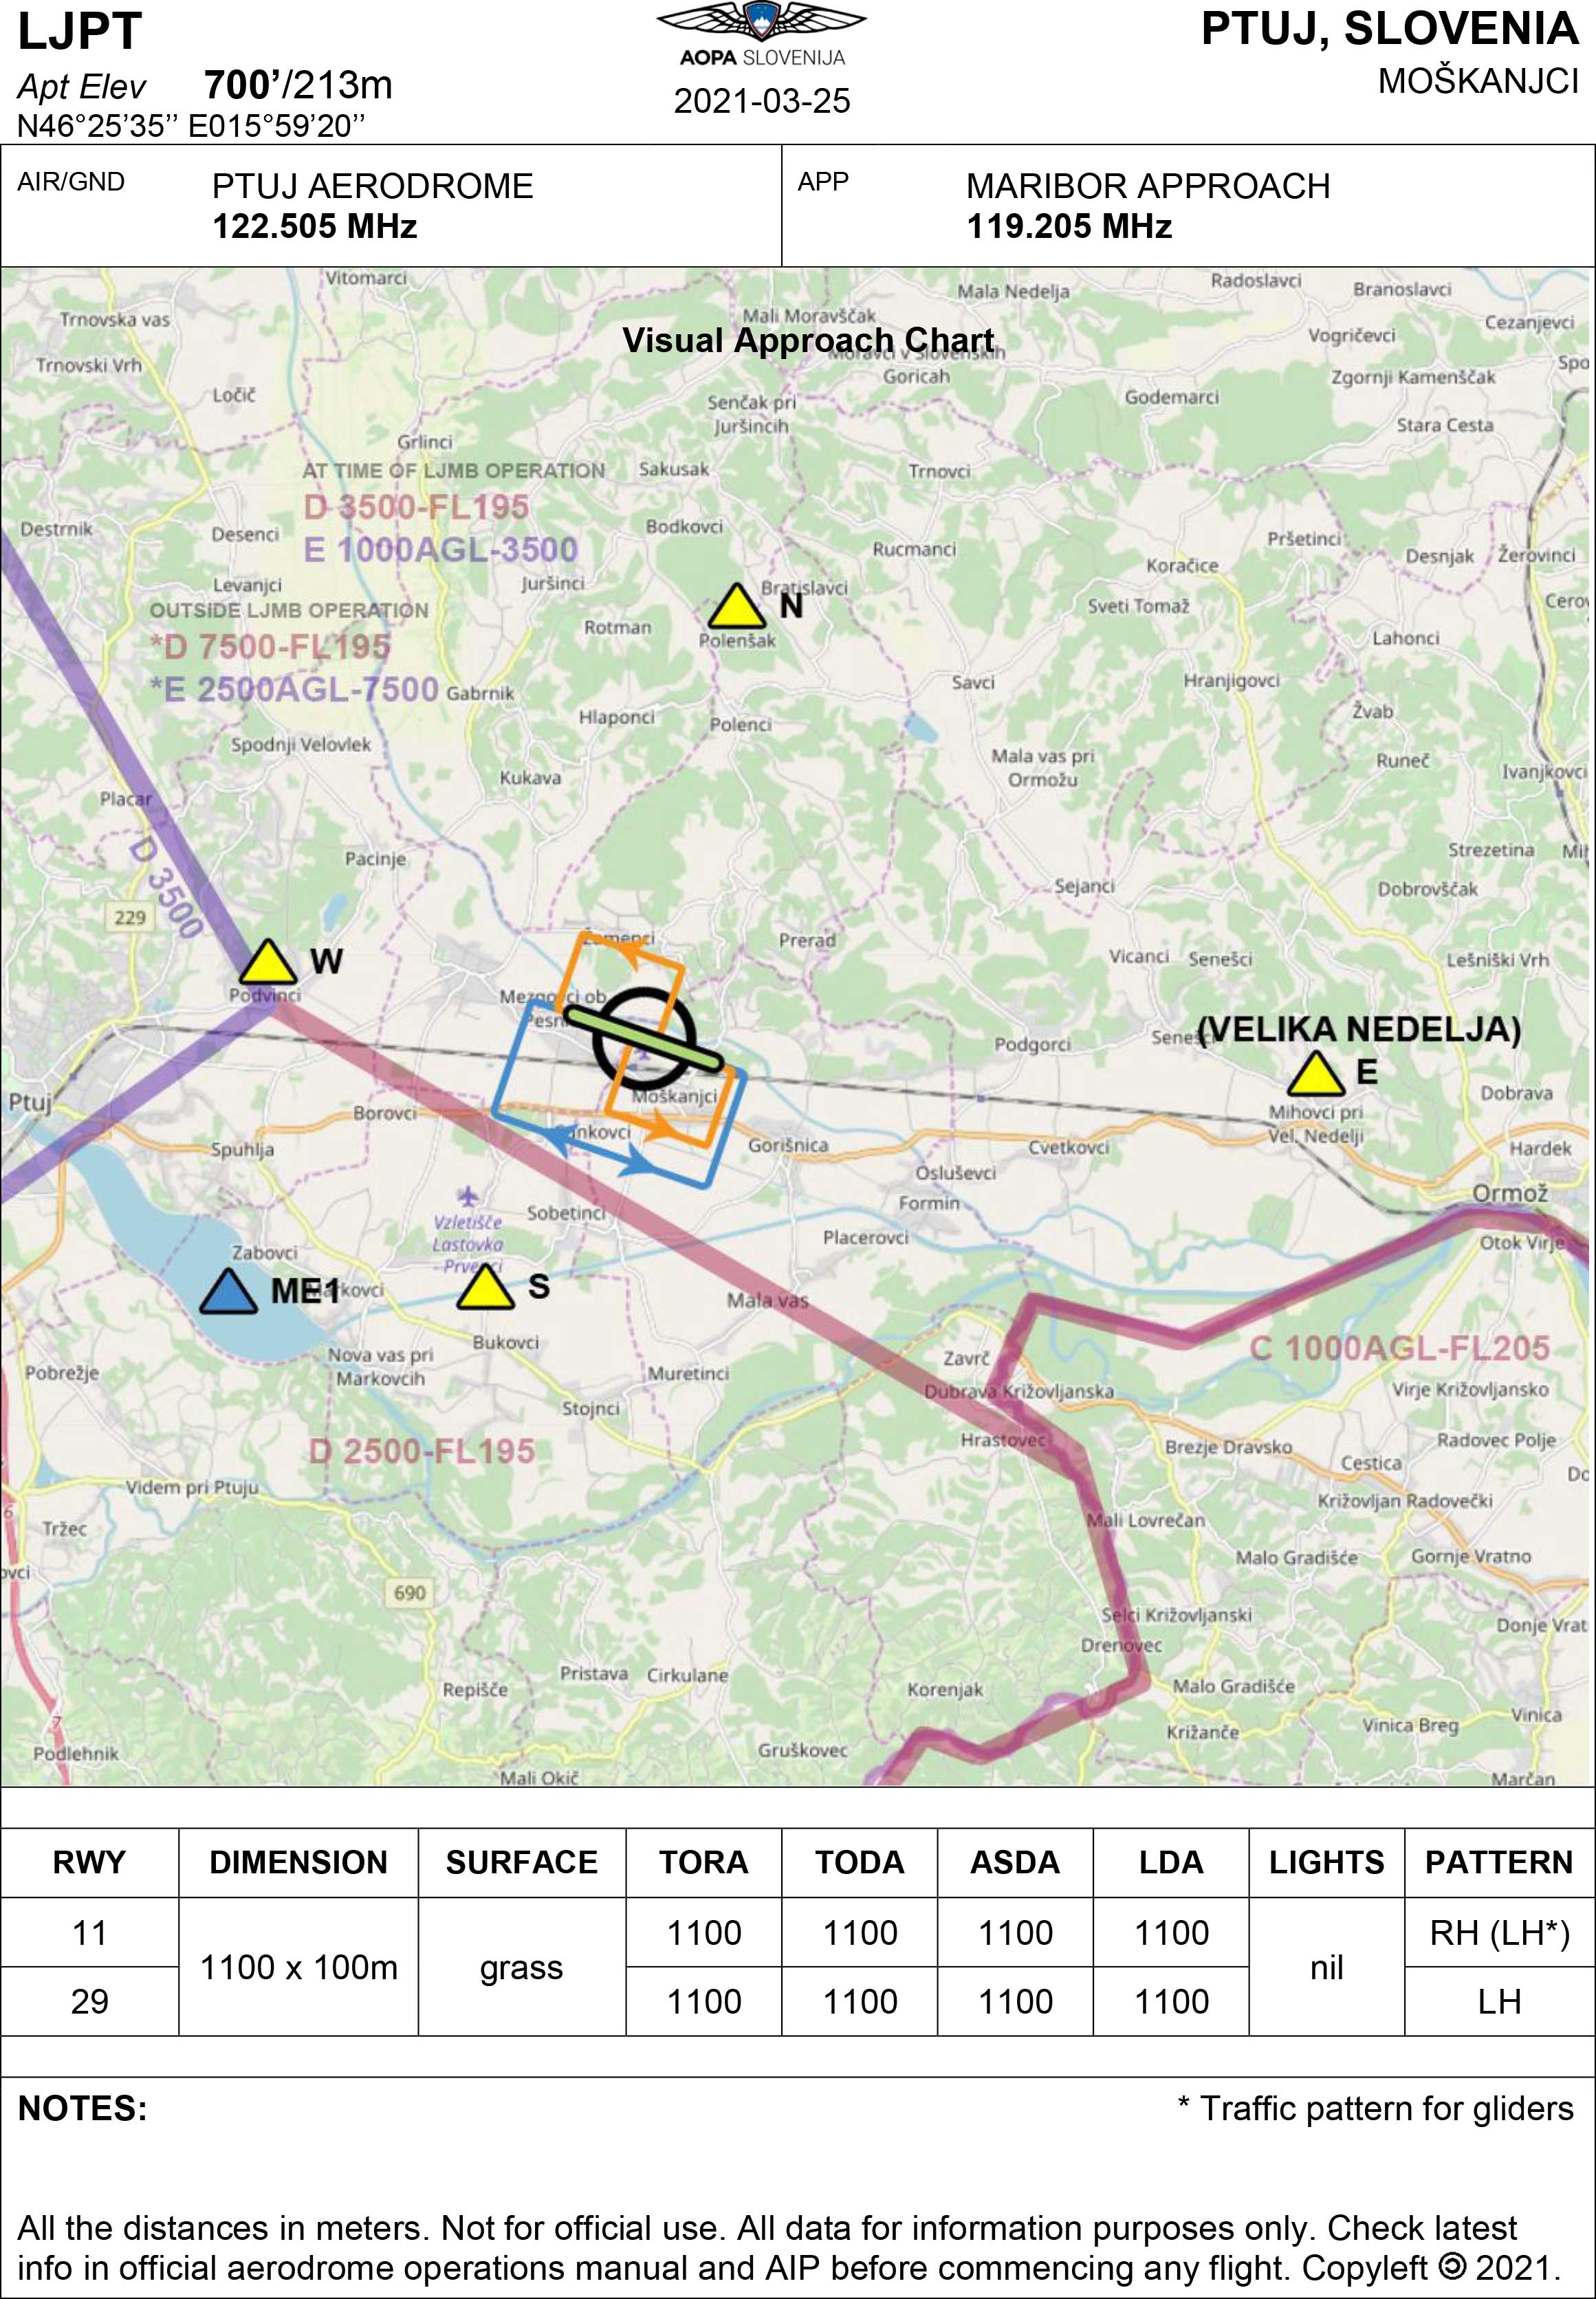 LJPT
Apt Elev 700’/213m
N46°25’35’’ E015°59’20’’
AOPA SLOVENIJA
2021-03-25
PTUJ, SLOVENIA
MOŠKANJCI
AIR/GND
PTUJ AERODROME
122.505 MHz
APP
MARIBOR APPROACH
119.205 MHz
Visual Approach Chart
Vitomarci
Mala Nedelja
Radoslavci
Branoslavci
Trnovska vas
Mali Moravščak
Cezanjevci
Vogričevci
Moravci v Slovenskih
Goricah
Trnovski Vrh
Spo
Zgornji Kamenščak
Ločič
Senčak pri
Juršincih
Godemarci
Stara Cesta
Grlinci
AT TIME OF LJMB OPERATION
D 3500-FL195
E 1000AGL-3500
Sakusak
Trnovci
Destrnik
Desenci
Bodkovci
Rucmanci
Pršetinci
Desnjak
Žerovinci
Koračice
Levanjci
Juršinci
Bratislavci
N
Cerov
OUTSIDE LJMB OPERATION
*D 7500-FL195
*E 2500AGL-7500
Rotman
Polenšak
Sveti Tomaž
Lahonci
Gabrnik
Savci
Hranjigovci
Hlaponci
Polenci
Žvab
Spodnji Velovlek
Kukava
Mala vas pri
Ormožu
Runeč
Ivanjkovci
Placar
D 3500
Pacinje
Strezetina
Mi
Sejanci
Dobrovščak
229
Žamenci
Prerad
W
Podvinci
Vicanci
Senešci
Lešniški Vrh
Mezgovci ob
Pesni
Podgorci
Senešci
(VELIKA NEDELJA)
E
Moškanjci
Dobrava
Ptuj
Borovci
Mihovci pri
Vel. Nedelji
Spuhlja
Gorišnica
Cvetkovci
Hardek
Osluševci
Ormož
Formin
Vzletišče
Lastovka
- Prvenci
Sobetinci
Placerovci
Otok Virje
Zabovci
ME1
Markovci
S
Mala vas
Bukovci
C 1000AGL-FL205
Nova vas pri
Markovcih
Zavrč
Pobrežje
Muretinci
Dubrava Križovljanska
Virje Križovljansko
Stojnci
D 2500-FL195
Hrastovec
Brezje Dravsko
Radovec Polje
Cestica
Do
Videm pri Ptuju
Križovljan Radovečki
6
Tržec
Mali Lovrečan
Malo Gradišće
Gornje Vratno
ovci
690
Selci Križovljanski
Donje Vrat
Drenovec
Pristava
Cirkulane
Repišče
Korenjak
Malo Gradišće
7
Križanče
Vinica Breg
Vinica
Podlehnik
Gruškovec
Mali Okič
Marčan
RWY DIMENSION SURFACE TORA TODA ASDA LDA LIGHTS PATTERN
11 1100 x 100m grass 1100 1100 1100 1100 nil RH (LH*)
29 1100 1100 1100 1100 LH
NOTES:
* Traffic pattern for gliders
All the distances in meters. Not for official use. All data for information purposes only. Check latest
info in official aerodrome operations manual and AIP before commencing any flight. Copyleft 🄯 2021.